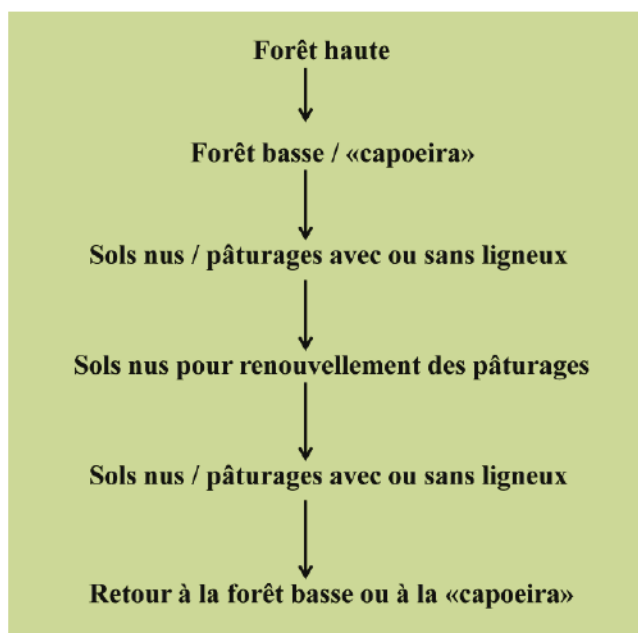 Forêt haute
Forêt basse / «capoeira»
Sols nus / pâturages avec ou sans ligneux
Sols nus pour renouvellement des pâturages
Sols nus / pâturages avec ou sans ligneux
Retour à la forêt basse ou à la «capoeira»